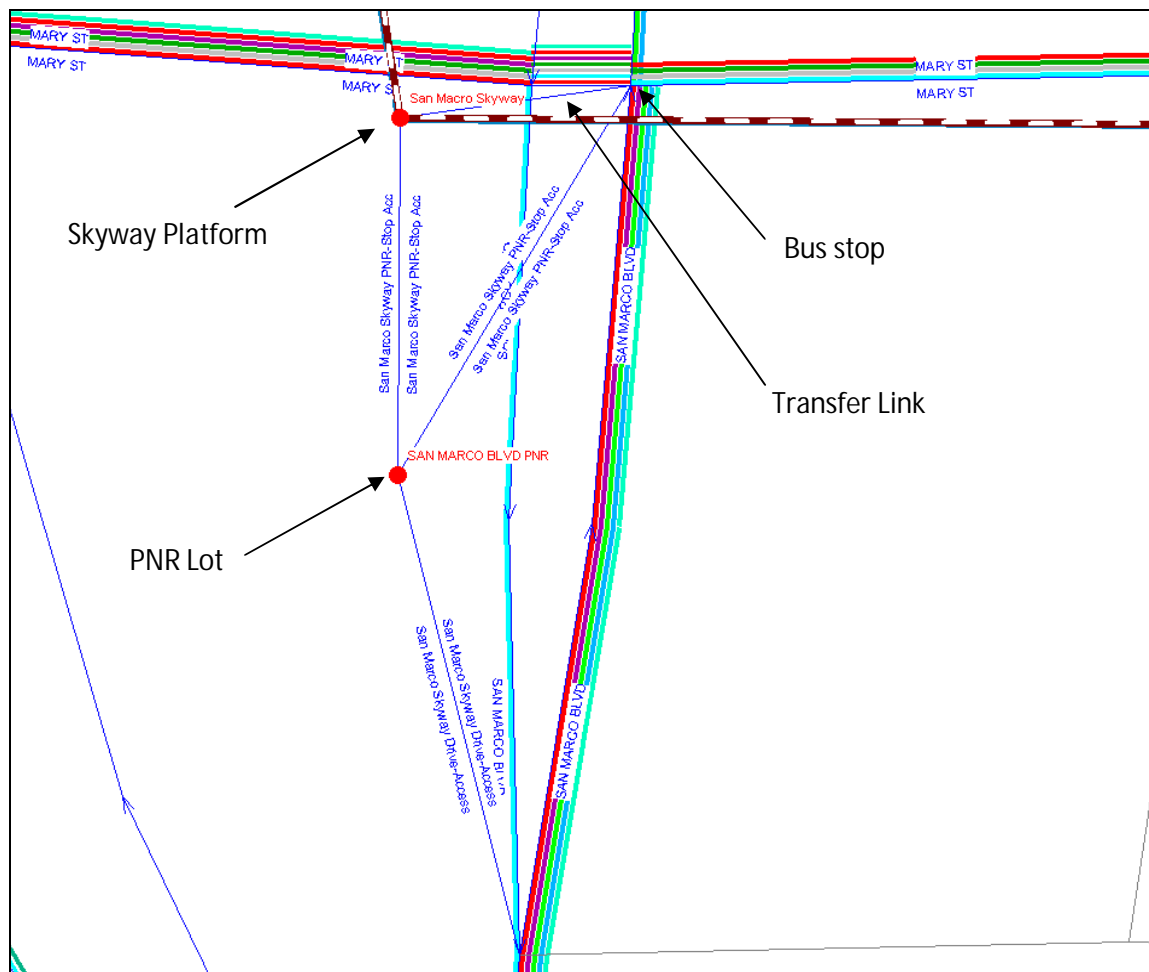 MARY ST
MARY ST
MARY ST
MARY ST
MARY ST
MARY ST
San Macro Skyway
Skyway Platform
Bus stop
San Marco Skyway PNR-Stop Acc
San Marco Skyway PNR-Stop Acc
San Marco Skyway PNR-Stop Acc
San Marco Skyway PNR-Stop Acc
SAN MARCO BLVD
Transfer Link
SAN MARCO BLVD PNR
PNR Lot
San Marco Skyway Drive-Access
San Marco Skyway Drive-Access
SAN MARCO BLVD
SAN MARCO BLVD